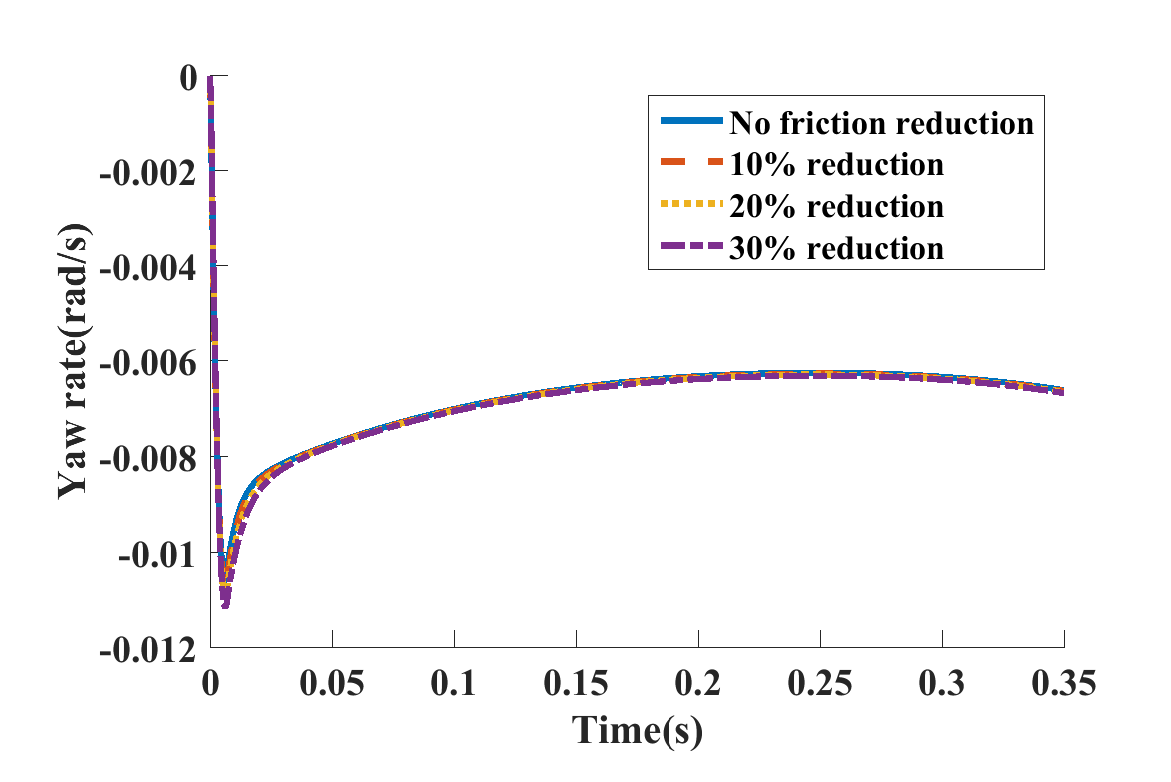 0
-0.002
-0.004
-0.006
-0.008
-0.01
-0.012
Yaw rate(rad/s)
No friction reduction
10% reduction
20% reduction
30% reduction
0 0.05 0.1 0.15 0.2 0.25 0.3 0.35
Time(s)